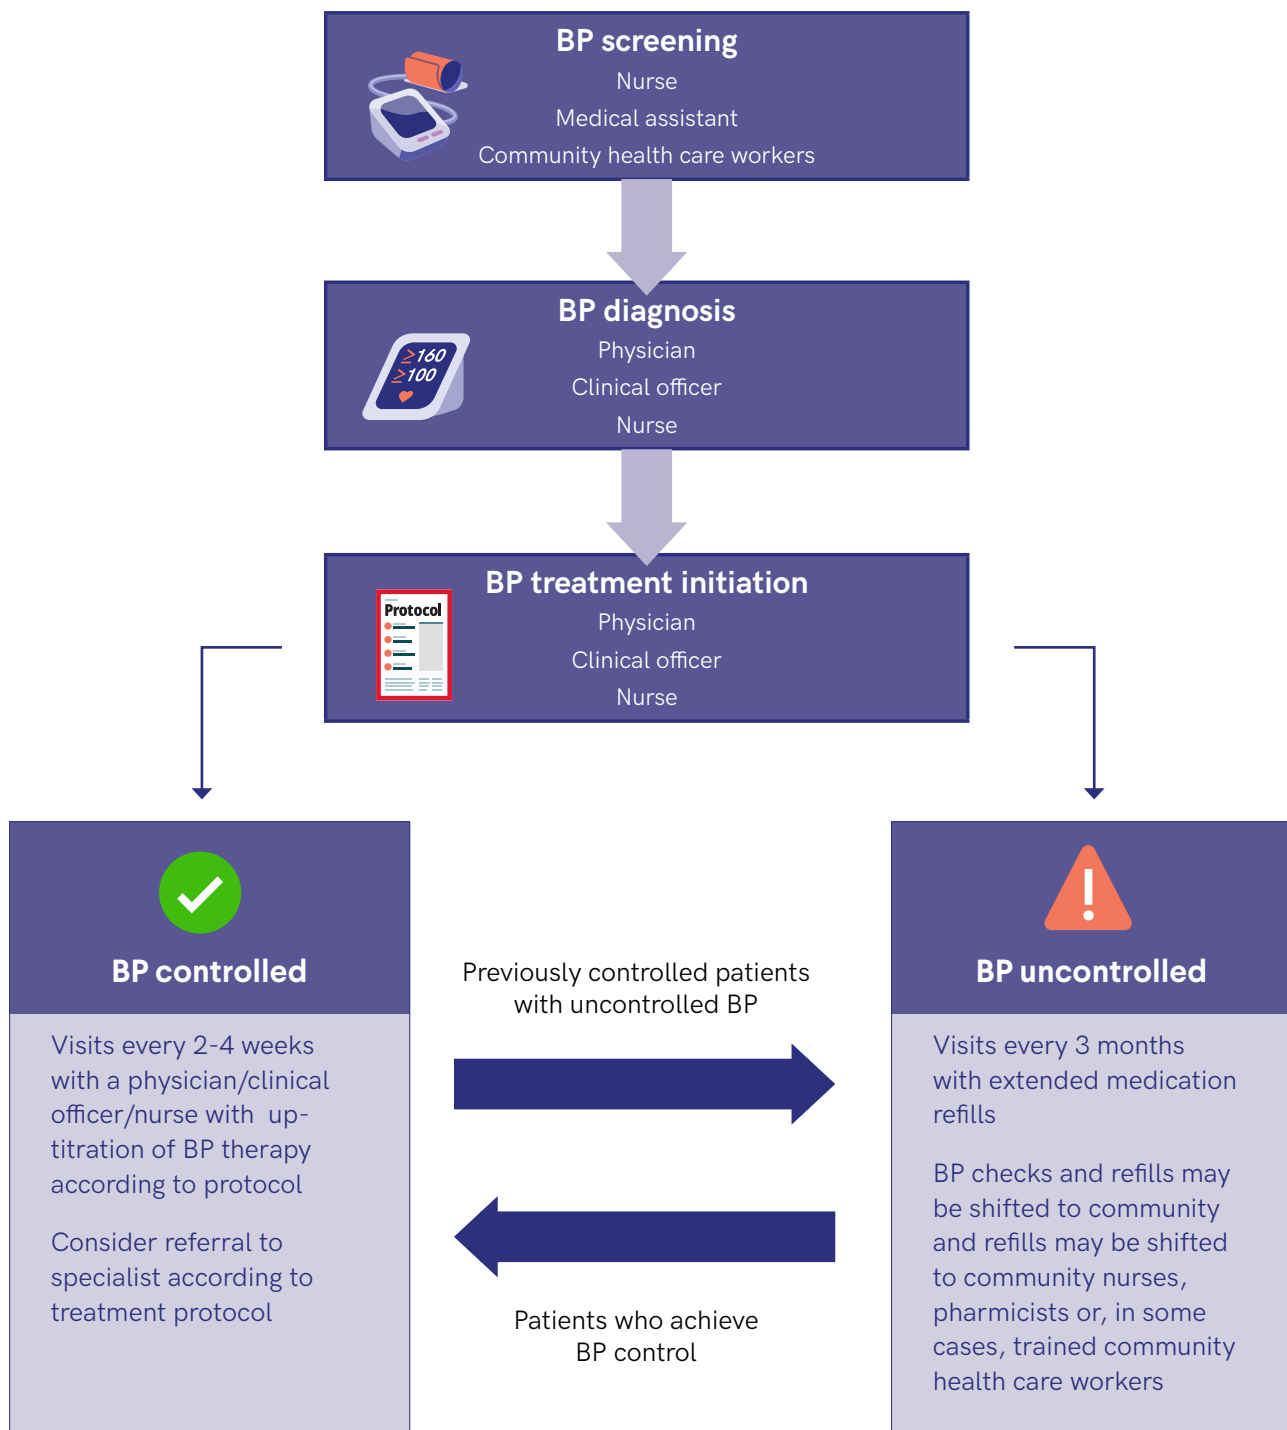 BP screening
Nurse
Medical assistant
Community health care workers
BP diagnosis
Physician
Clinical officer
Nurse
≥160
≥100
BP treatment initiation
Physician
Clinical officer
Nurse
Protocol
BP controlled
Visits every 2-4 weeks
with a physician/clinical
officer/nurse with up-
titration of BP therapy
according to protocol
Consider referral to
specialist according to
treatment protocol
Previously controlled patients
with uncontrolled BP
Patients who achieve
BP control
BP uncontrolled
Visits every 3 months
with extended medication
refills
BP checks and refills may
be shifted to community
and refills may be shifted
to community nurses,
pharmicists or, in some
cases, trained community
health care workers